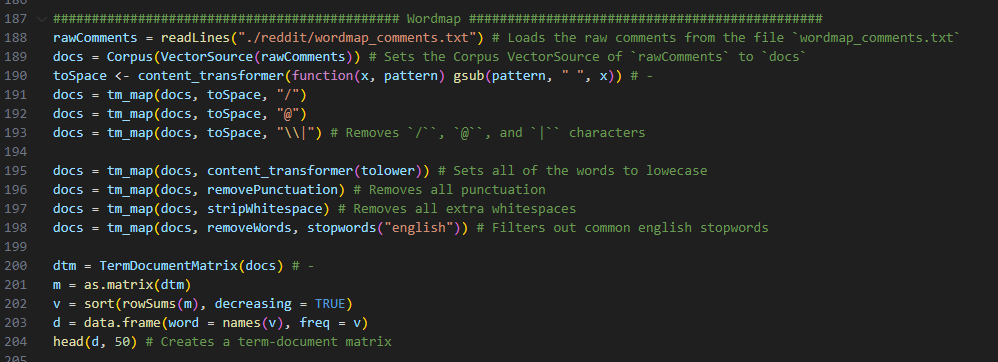 187 ############################################ Wordmap ############################################
188 rawComments = readLines("./reddit/wordmap_comments.txt") # Loads the raw comments from the file `wordmap_comments.txt`
189 docs = Corpus(VectorSource(rawComments)) # Sets the Corpus VectorSource of `rawComments` to `docs`
190 toSpace <- content_transformer(function(x, pattern) gsub(pattern, " ", x)) # -
191 docs = tm_map(docs, toSpace, "/")
192 docs = tm_map(docs, toSpace, "@")
193 docs = tm_map(docs, toSpace, "\\|") # Removes `/``, `@``, and `|`` characters
194
195 docs = tm_map(docs, content_transformer(tolower)) # Sets all of the words to lowecase
196 docs = tm_map(docs, removePunctuation) # Removes all punctuation
197 docs = tm_map(docs, stripWhitespace) # Removes all extra whitespaces
198 docs = tm_map(docs, removeWords, stopwords("english")) # Filters out common english stopwords
199
200 dtm = TermDocumentMatrix(docs) # -
201 m = as.matrix(dtm)
202 v = sort(rowSums(m), decreasing = TRUE)
203 d = data.frame(word = names(v), freq = v)
204 head(d, 50) # Creates a term-document matrix